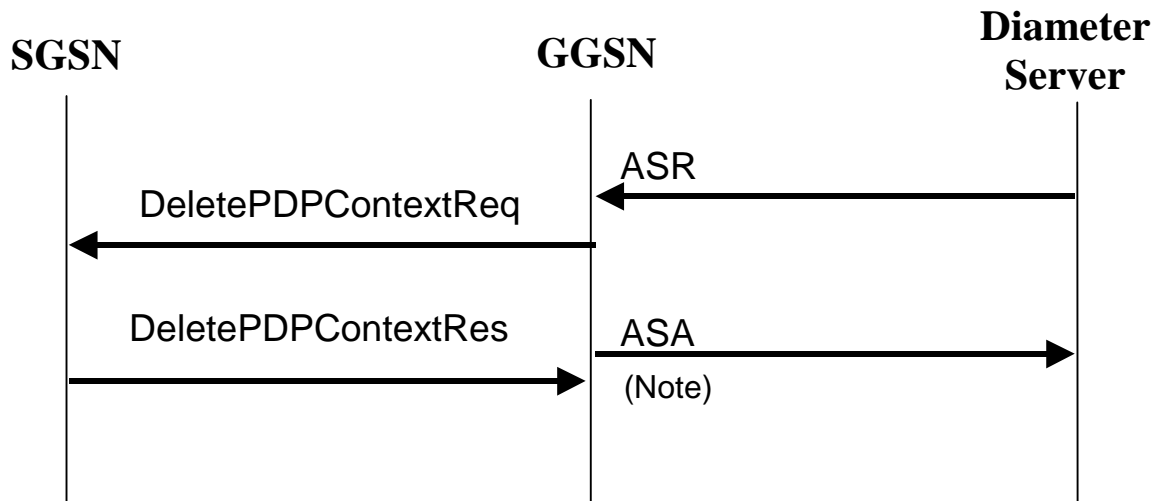 SGSN
GGSN
Diameter
Server
ASR
DeletePDPContextReq
DeletePDPContextRes
ASA
(Note)